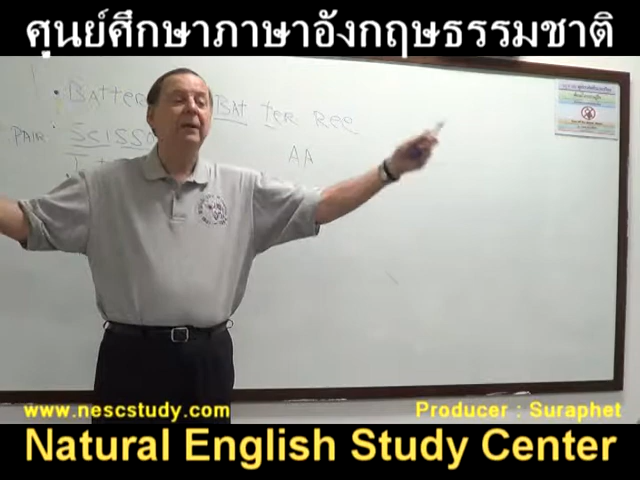 ศูนย์ศึกษาภาษาอังกฤษธรรมชาติ
BAtter BAT ter Ree
PAIR Scisso
AA
www.nescstudy.com
Producer : Suraphet
Natural English Study Center